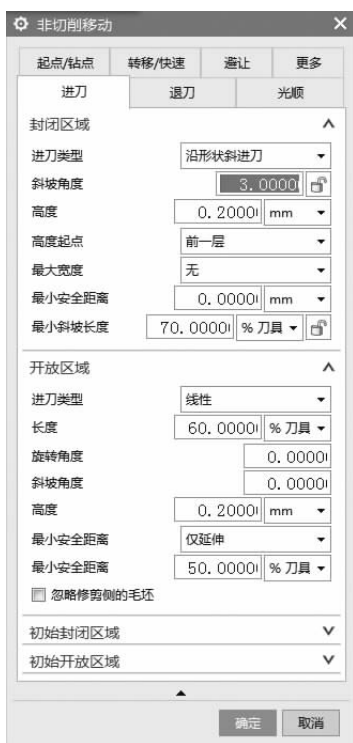 非切削移动
起点/钻点 转移/快速 避让 更多
进刀 退刀 光顺
封闭区域
进刀类型 沿形状斜进刀
斜坡角度 3.0000
高度 0.2000 mm
高度起点 前一层
最大宽度 无
最小安全距离 0.0000 mm
最小斜坡长度 70.0000 % 刀具
开放区域
进刀类型 线性
长度 60.0000 % 刀具
旋转角度 0.0000
斜坡角度 0.0000
高度 0.2000 mm
最小安全距离 仅延伸
最小安全距离 50.0000 % 刀具
忽略修剪侧的毛坯
初始封闭区域
初始开放区域
确定 取消